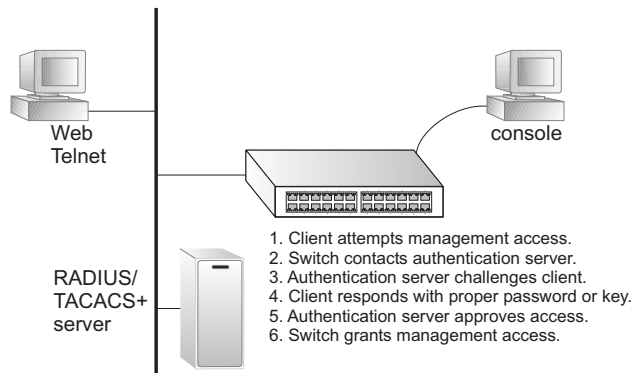 Web
Telnet
console
RADIUS/
TACACS+
server
1. Client attempts management access.
2. Switch contacts authentication server.
3. Authentication server challenges client.
4. Client responds with proper password or key.
5. Authentication server approves access.
6. Switch grants management access.